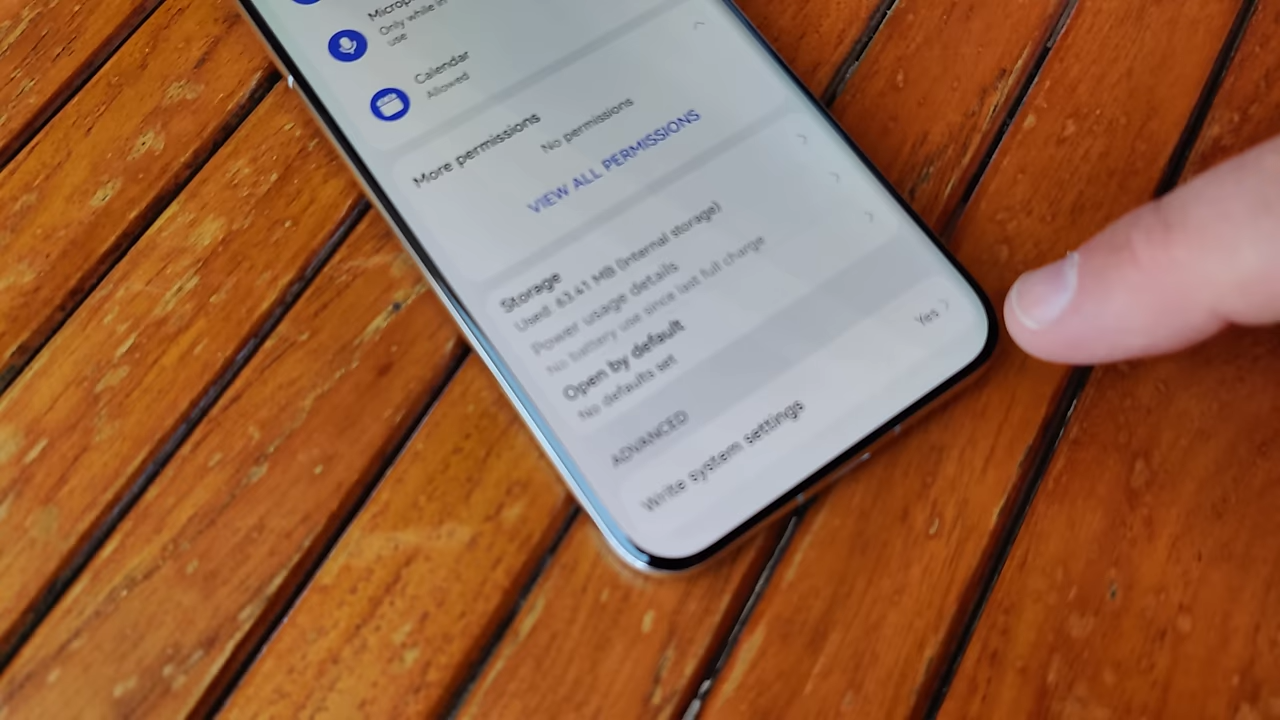 Only while in
use
Calendar
Allowed
More permissions
No permissions
VIEW ALL PERMISSIONS
Storage
Used: 63.41 MB (Internal storage)
Power usage details
No battery use since last full charge
Open by default
No defaults set
ADVANCED
Write system settings
Yes